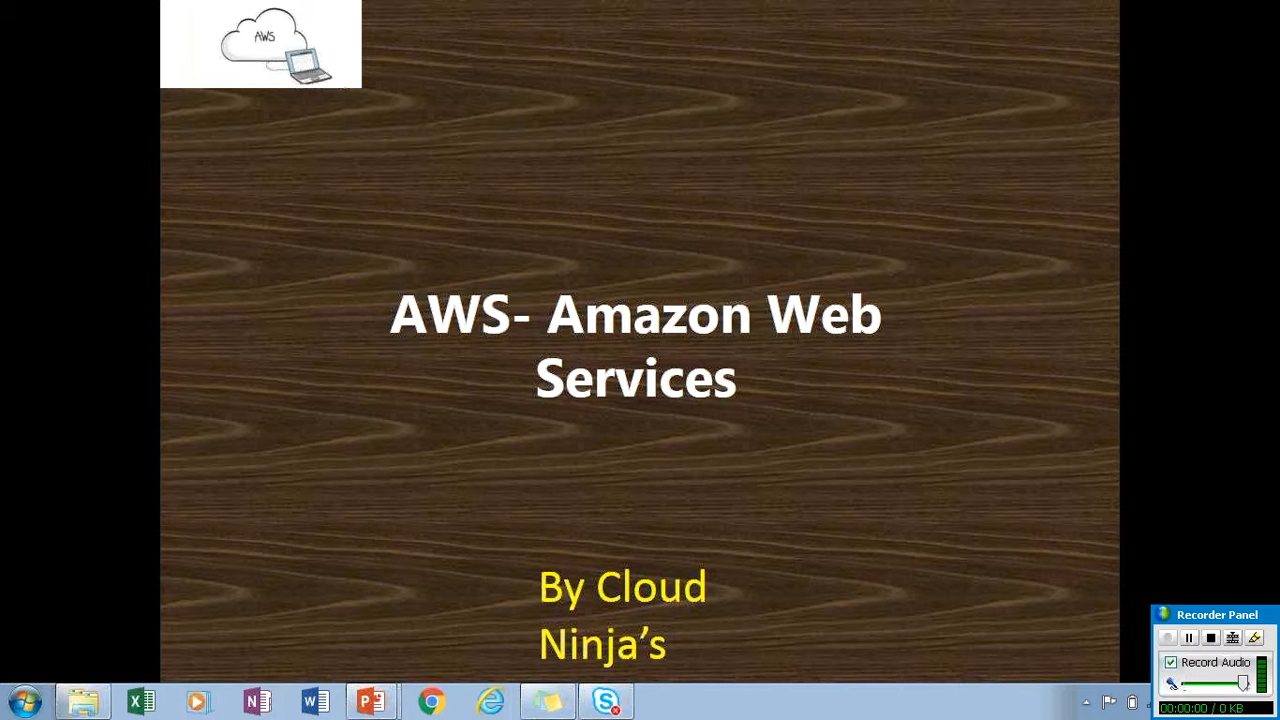 AWS
AWS- Amazon Web
Services
By Cloud
Ninja’s
Recorder Panel
Record Audio
00:00:00 / 0 KB